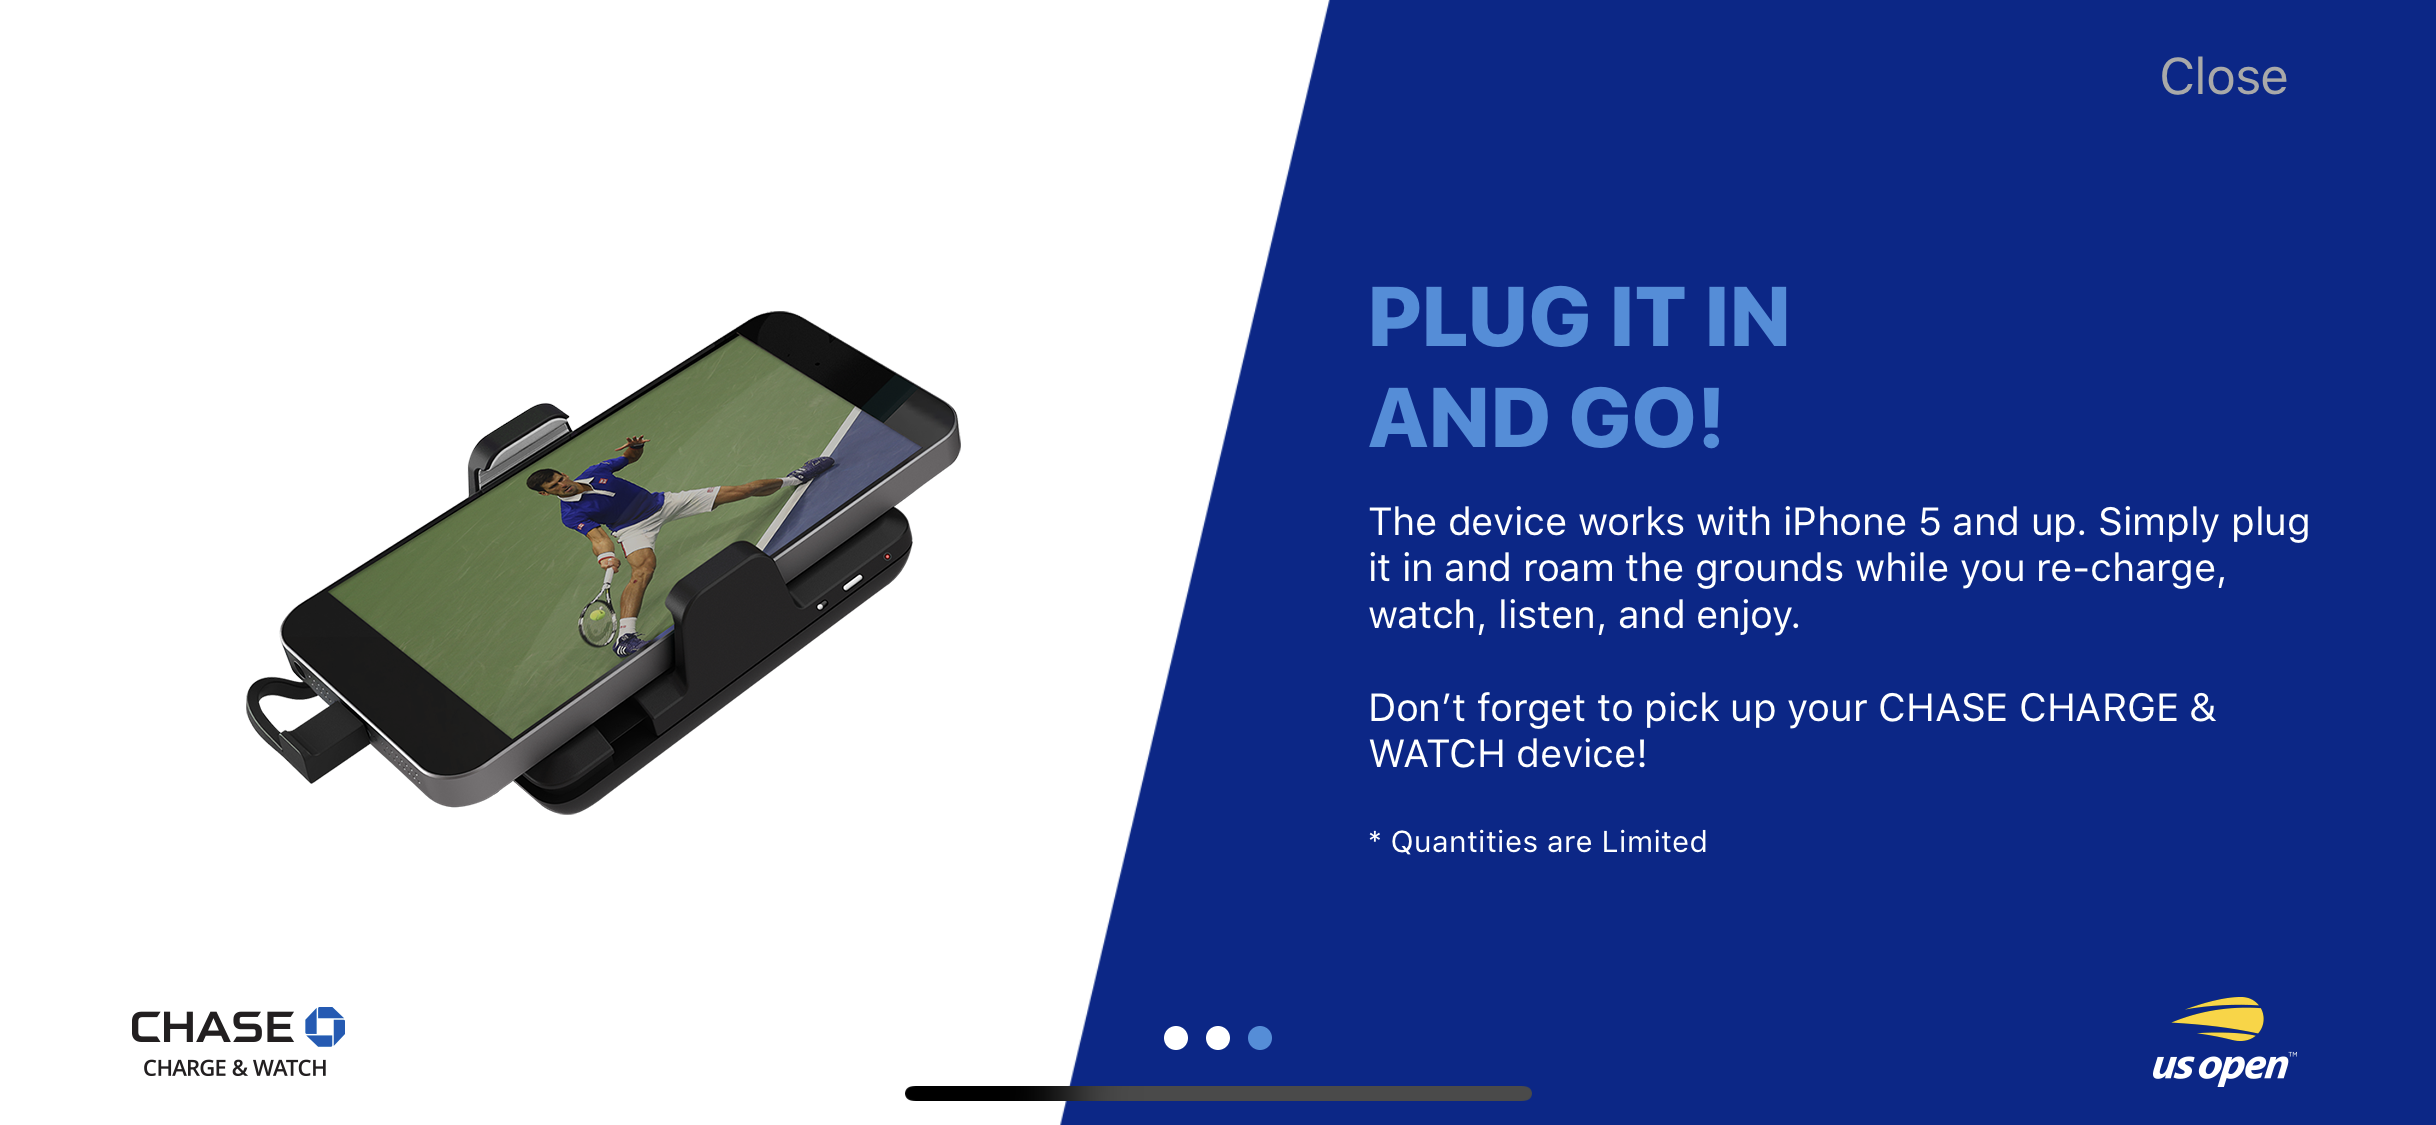 Close
PLUG IT IN
AND GO!
The device works with iPhone 5 and up. Simply plug
it in and roam the grounds while you re-charge,
watch, listen, and enjoy.
Don’t forget to pick up your CHASE CHARGE &
WATCH device!
* Quantities are Limited
CHASE
CHARGE & WATCH
us open™